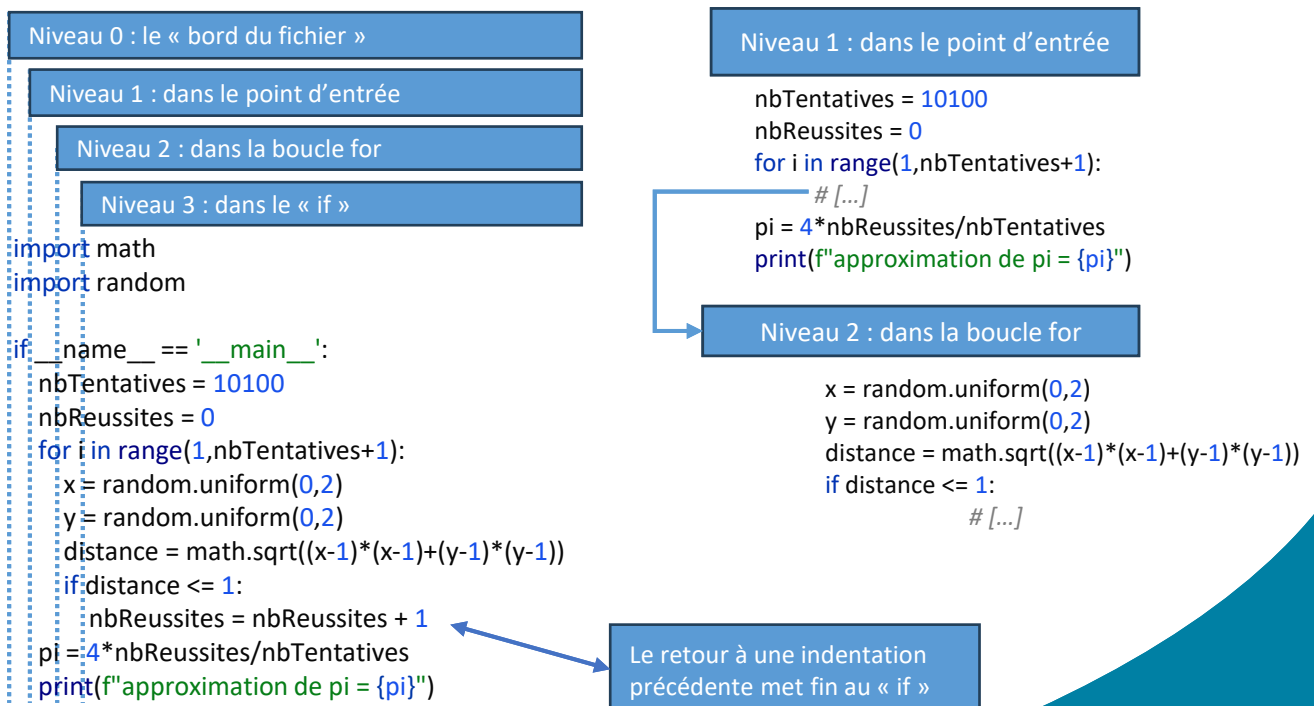 Niveau 0 : le « bord du fichier »
Niveau 1 : dans le point d'entrée
Niveau 2 : dans la boucle for
Niveau 3 : dans le « if »
import math
import random
if __name__ == '__main__':
nbTentatives = 10100
nbReussites = 0
for i in range(1,nbTentatives+1):
x = random.uniform(0,2)
y = random.uniform(0,2)
distance = math.sqrt((x-1)*(x-1)+(y-1)*(y-1))
if distance <= 1:
nbReussites = nbReussites + 1
pi = 4*nbReussites/nbTentatives
print(f"approximation de pi = {pi}")
Niveau 1 : dans le point d'entrée
nbTentatives = 10100
nbReussites = 0
for i in range(1,nbTentatives+1):
# [...]
pi = 4*nbReussites/nbTentatives
print(f"approximation de pi = {pi}")
Niveau 2 : dans la boucle for
x = random.uniform(0,2)
y = random.uniform(0,2)
distance = math.sqrt((x-1)*(x-1)+(y-1)*(y-1))
if distance <= 1:
# [...]
Le retour à une indentation
précédente met fin au « if »